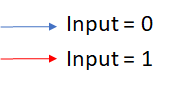 Input = 0
Input = 1